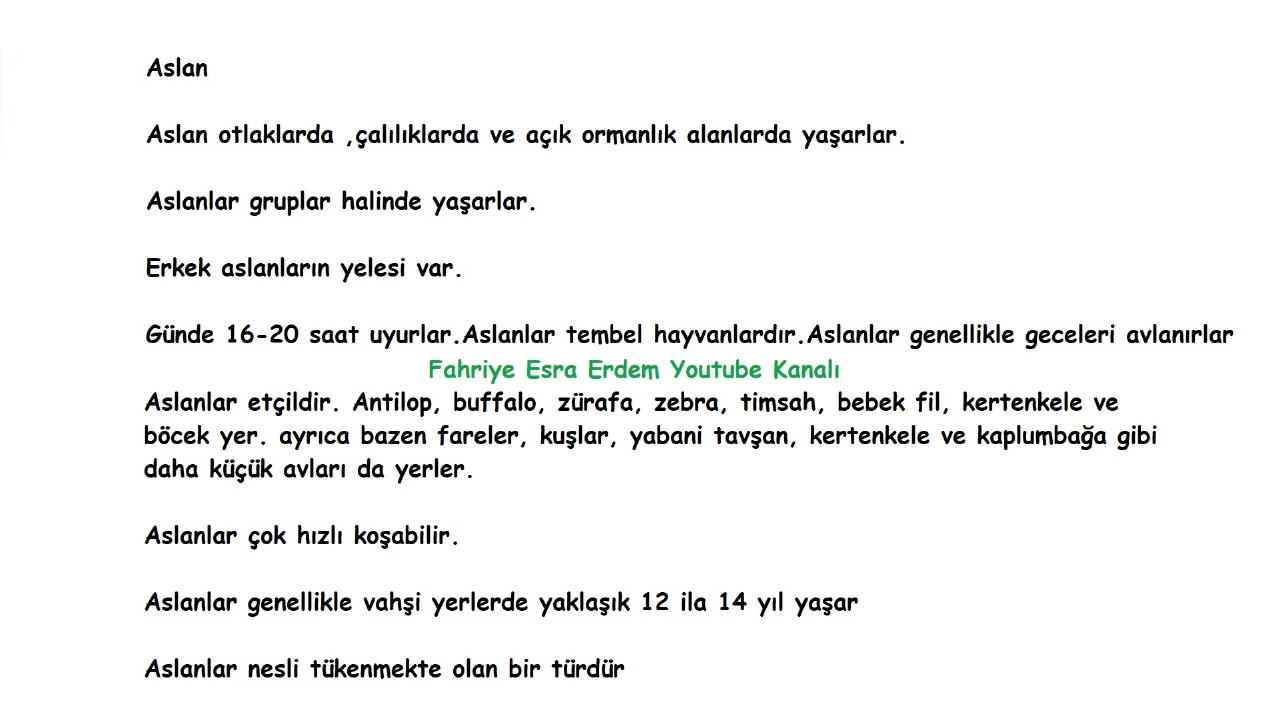 Aslan
Aslan otlaklarda ,çalılıklarda ve açık ormanlık alanlarda yaşarlar.
Aslanlar gruplar halinde yaşarlar.
Erkek aslanların yelesi var.
Günde 16-20 saat uyurlar.Aslanlar tembel hayvanlardır.Aslanlar genellikle geceleri avlanırlar
Fahriye Esra Erdem Youtube Kanalı
Aslanlar etçildir. Antilop, buffalo, zürafa, zebra, timsah, bebek fil, kertenkele ve
böcek yer. ayrıca bazen fareler, kuşlar, yabani tavşan, kertenkele ve kaplumbağa gibi
daha küçük avları da yerler.
Aslanlar çok hızlı koşabilir.
Aslanlar genellikle vahşi yerlerde yaklaşık 12 ila 14 yıl yaşar
Aslanlar nesli tükenmekte olan bir türdür